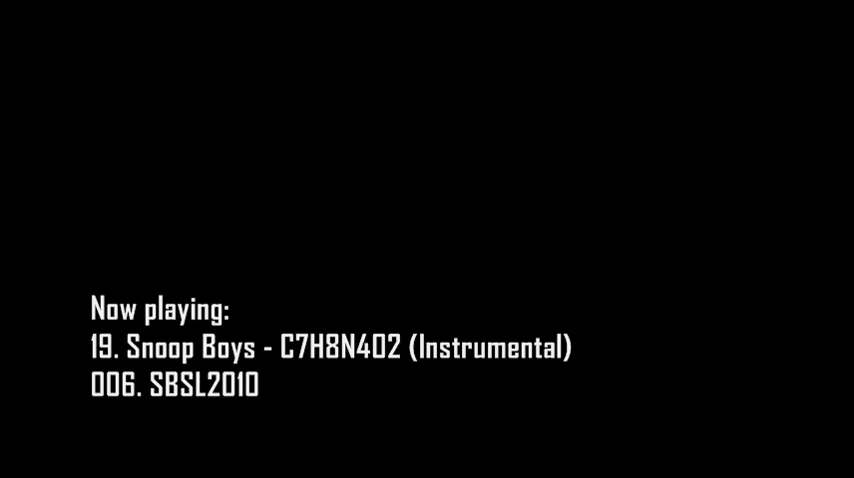 Now playing:
19. Snoop Boys - C7H8N4O2 (Instrumental)
006. SBSL2010